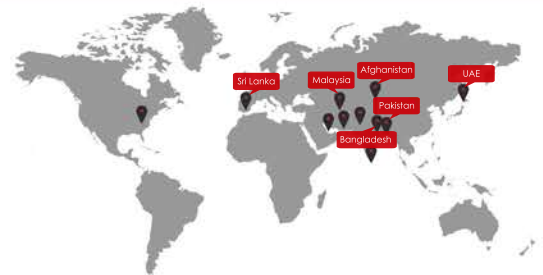 Afghanistan
UAE
Sri Lanka
Malaysia
Pakistan
Bangladesh